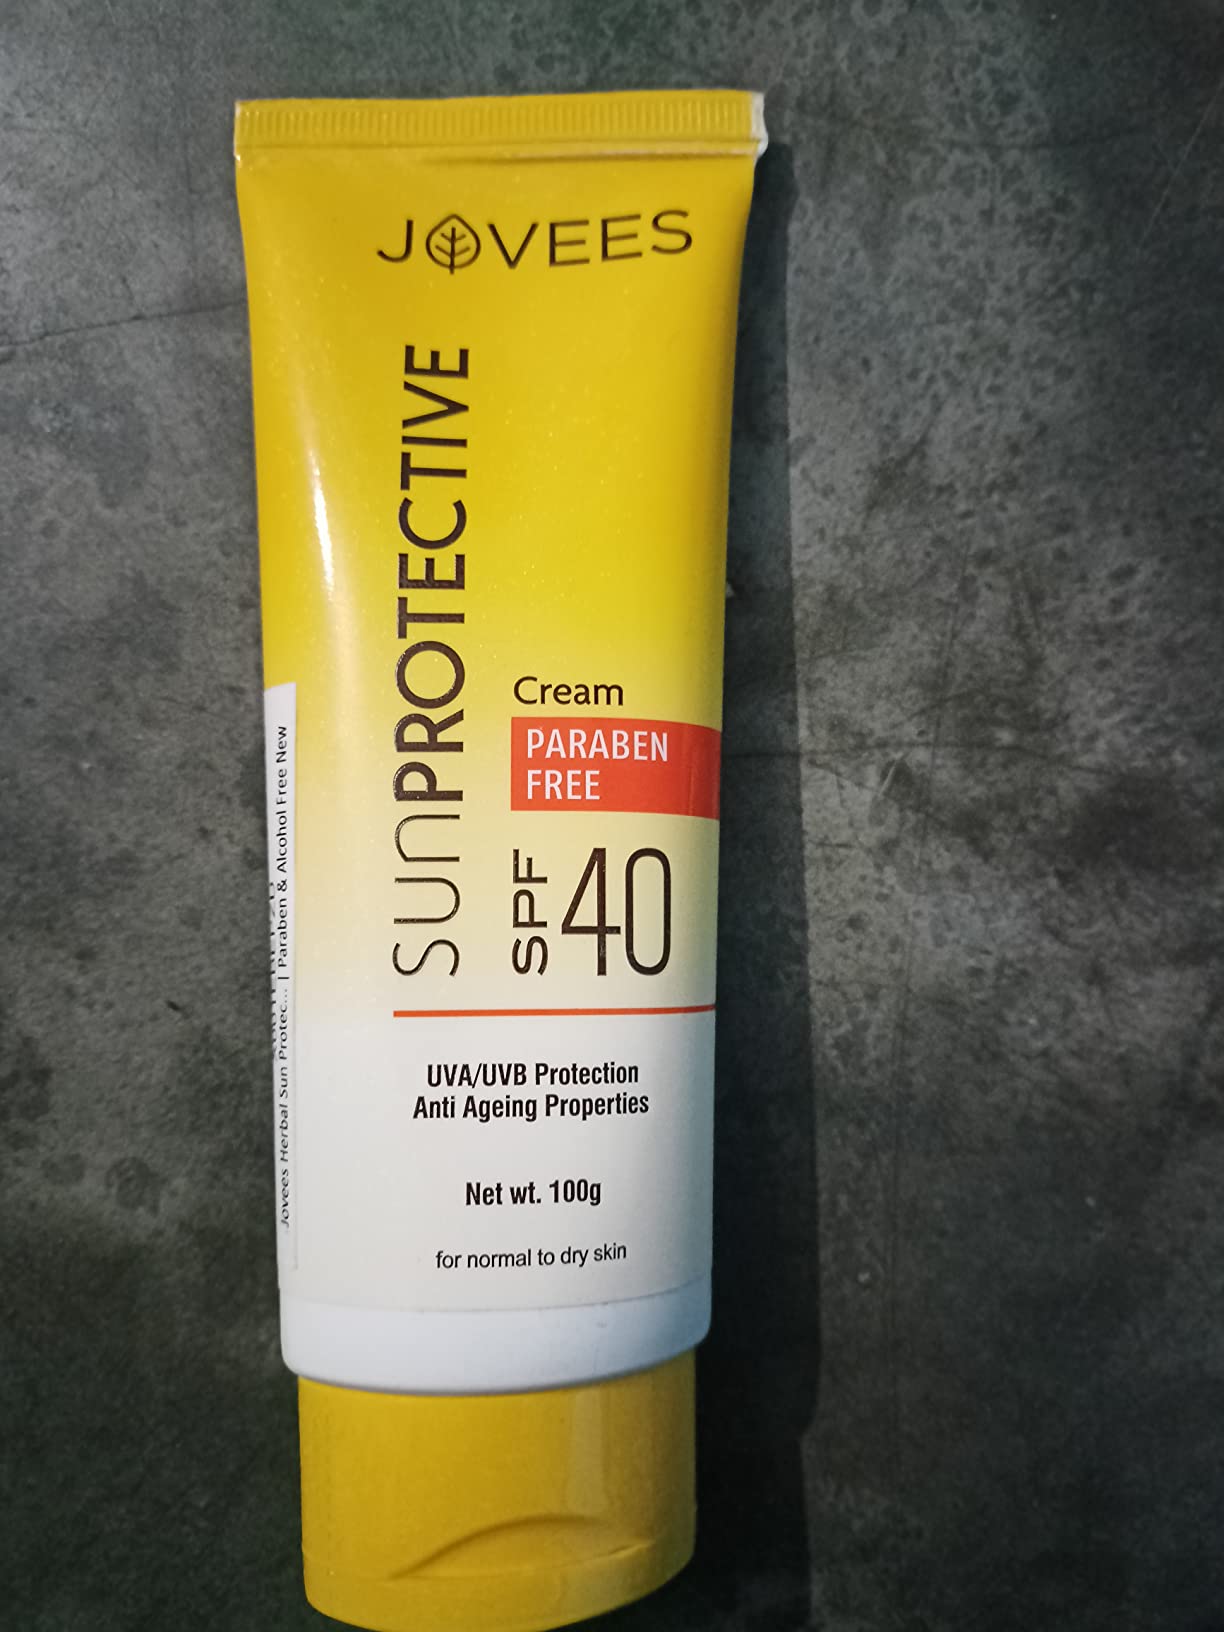 JOVEES
SUNPROTECTIVE
Cream
PARABEN
FREE
SPF 40
UVA/UVB Protection
Anti Ageing Properties
Net wt. 100g
for normal to dry skin
Jovees Herbal Sun Protec... | Paraben & Alcohol Free New